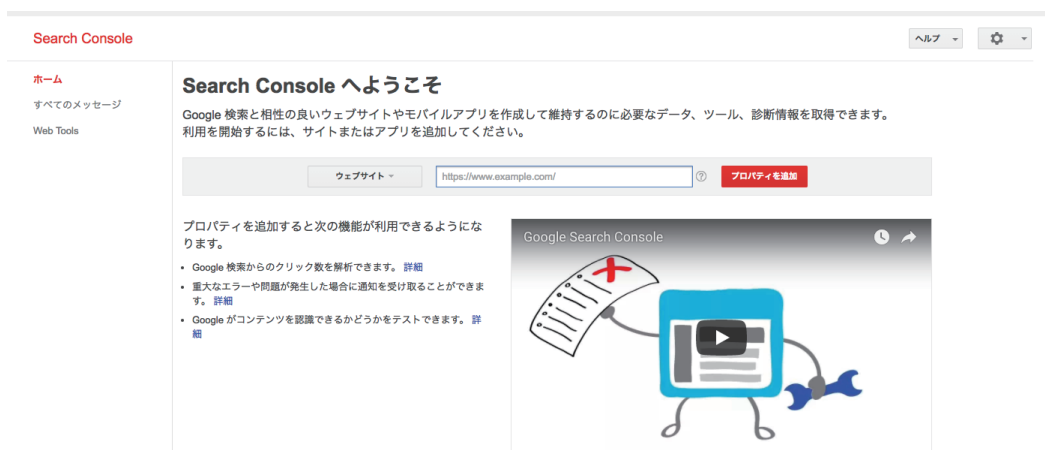 Search Console
ヘルプ
ホーム
すべてのメッセージ
Web Tools
Search Console へようこそ
Google 検索と相性の良いウェブサイトやモバイルアプリを作成して維持するのに必要なデータ、ツール、診断情報を取得できます。
利用を開始するには、サイトまたはアプリを追加してください。
ウェブサイト
https://www.example.com/
?
プロパティを追加
プロパティを追加すると次の機能が利用できるようにな
ります。
• Google 検索からのクリック数を解析できます。 詳細
• 重大なエラーや問題が発生した場合に通知を受け取ることができま
す。 詳細
• Google がコンテンツを認識できるかどうかをテストできます。 詳
細
Google Search Console